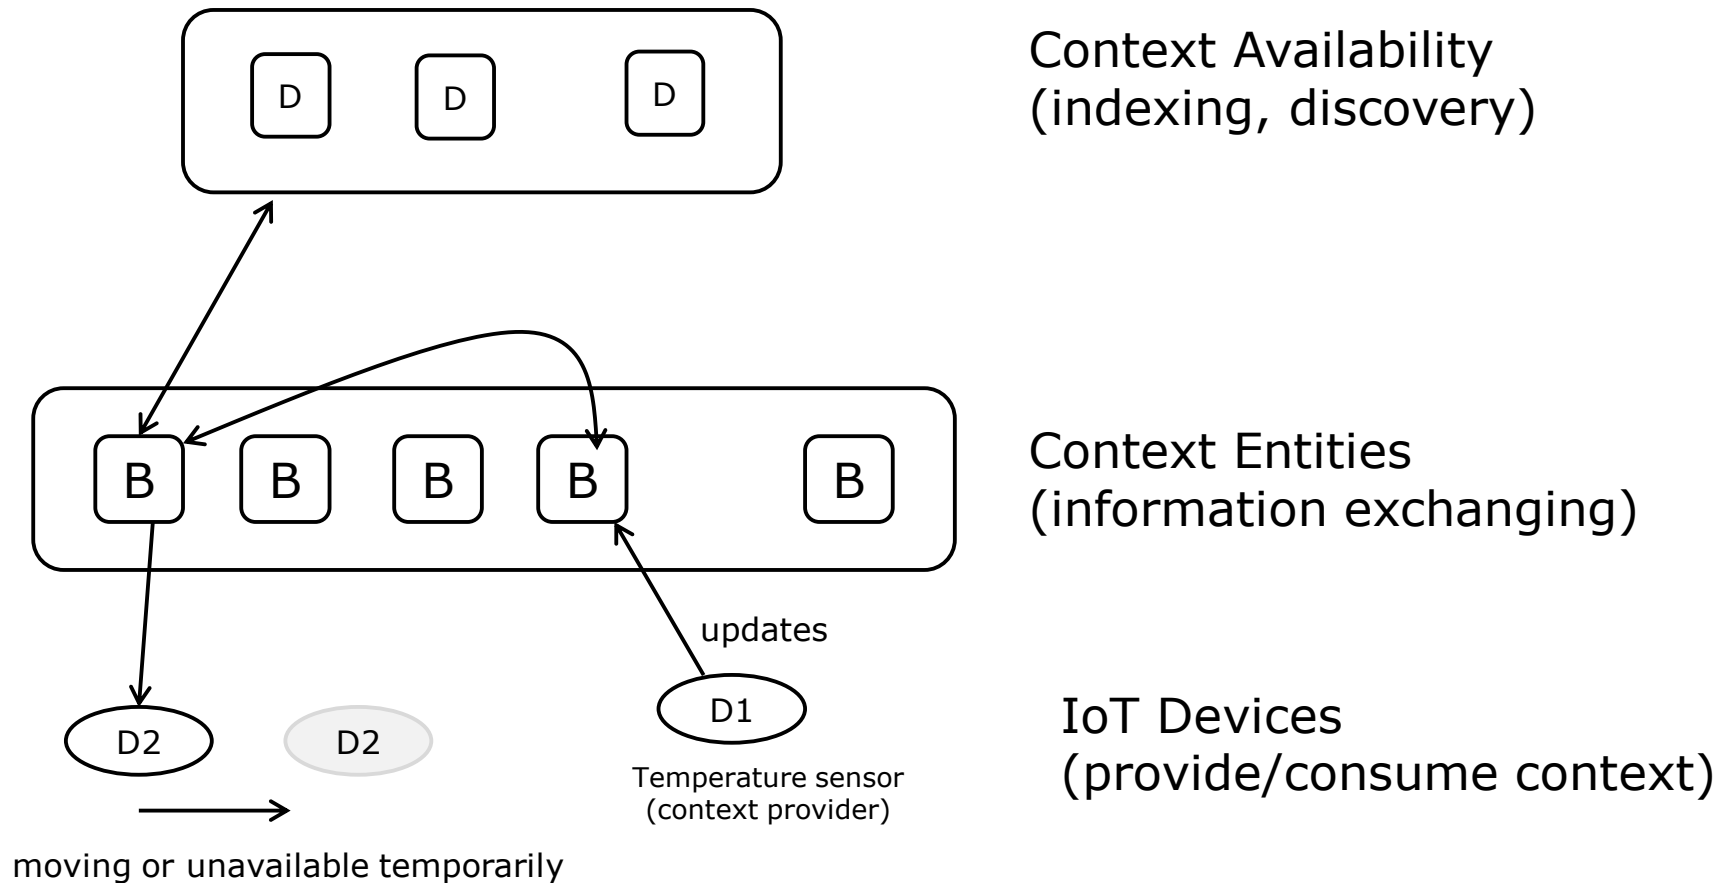 D
D
D
Context Availability
(indexing, discovery)
B
B
B
B
B
Context Entities
(information exchanging)
updates
D2
D2
D1
IoT Devices
(provide/consume context)
Temperature sensor
(context provider)
moving or unavailable temporarily